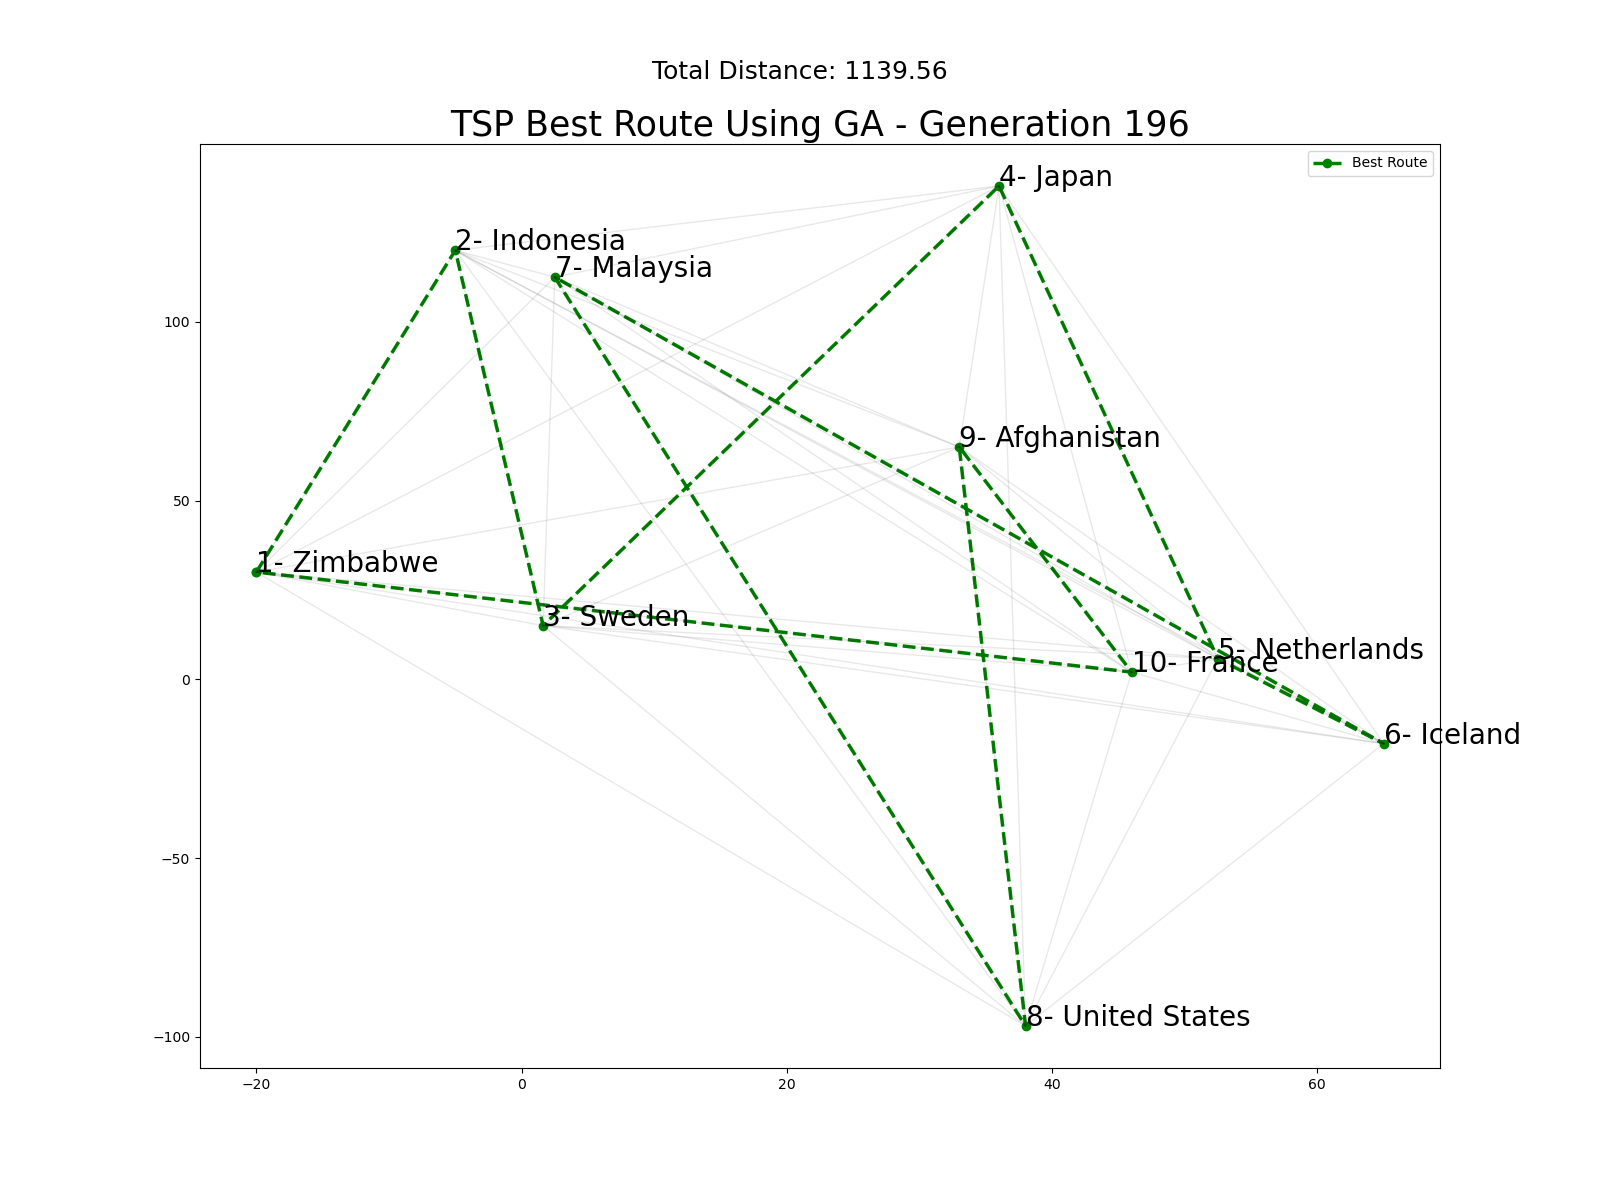 Total Distance: 1139.56
TSP Best Route Using GA - Generation 196
Best Route
4- Japan
2- Indonesia
7- Malaysia
100
9- Afghanistan
50
1- Zimbabwe
3- Sweden
5- Netherlands
10- France
0
6- Iceland
−50
8- United States
−100
−20 0 20 40 60